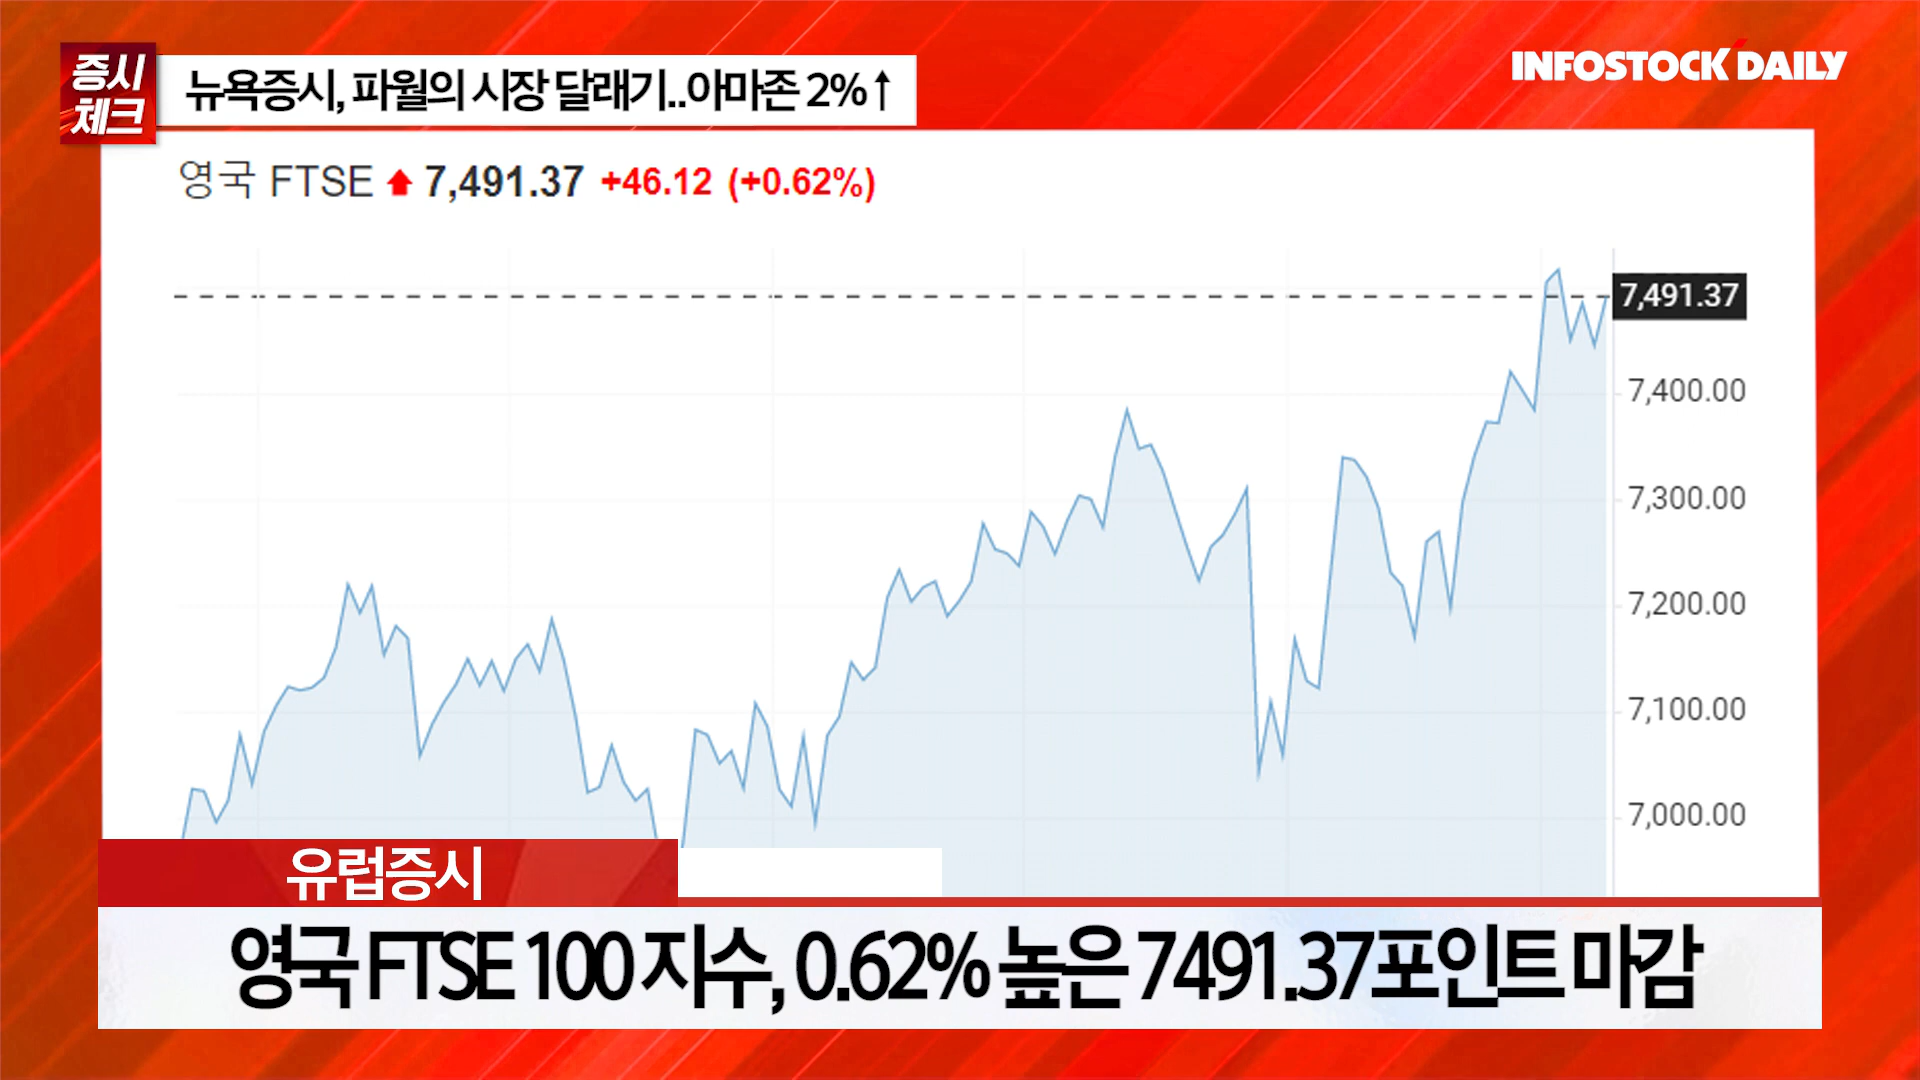 증시
체크
뉴욕증시, 파월의 시장 달래기..아마존 2%↑
INFOSTOCK DAILY
영국 FTSE 7,491.37 +46.12 (+0.62%)
7,491.37
7,400.00
7,300.00
7,200.00
7,100.00
7,000.00
유럽증시
영국 FTSE 100 지수, 0.62% 높은 7491.37포인트 마감